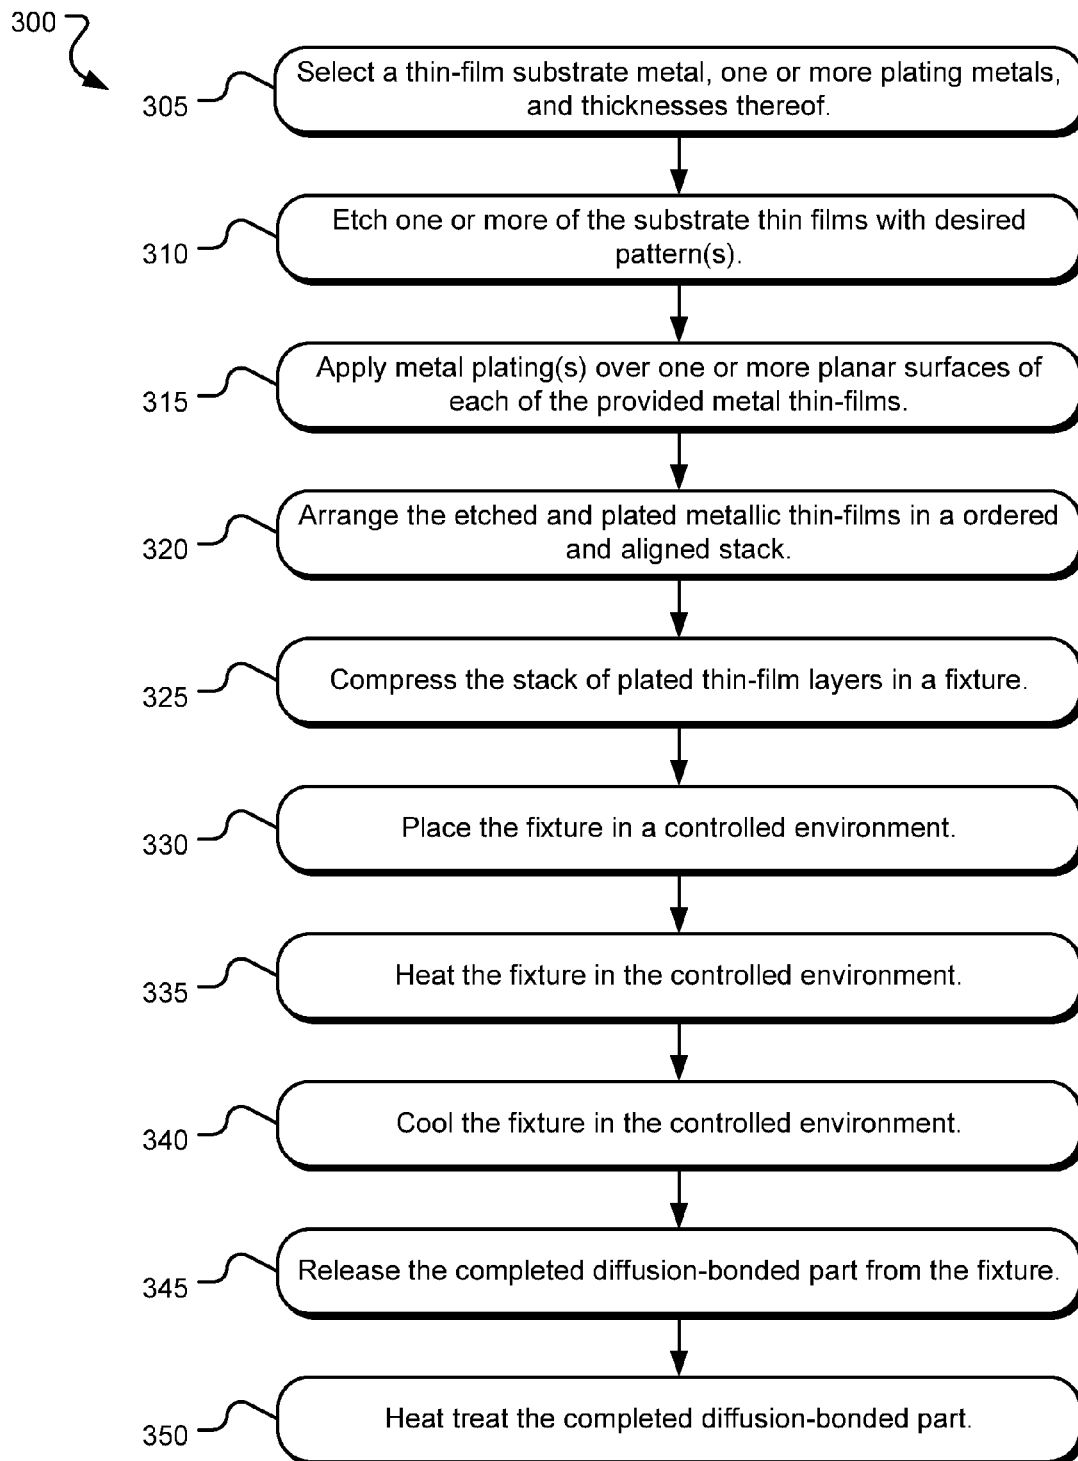 300
305
Select a thin-film substrate metal, one or more plating metals,
and thicknesses thereof.
310
Etch one or more of the substrate thin films with desired
pattern(s).
315
Apply metal plating(s) over one or more planar surfaces of
each of the provided metal thin-films.
320
Arrange the etched and plated metallic thin-films in a ordered
and aligned stack.
325
Compress the stack of plated thin-film layers in a fixture.
330
Place the fixture in a controlled environment.
335
Heat the fixture in the controlled environment.
340
Cool the fixture in the controlled environment.
345
Release the completed diffusion-bonded part from the fixture.
350
Heat treat the completed diffusion-bonded part.